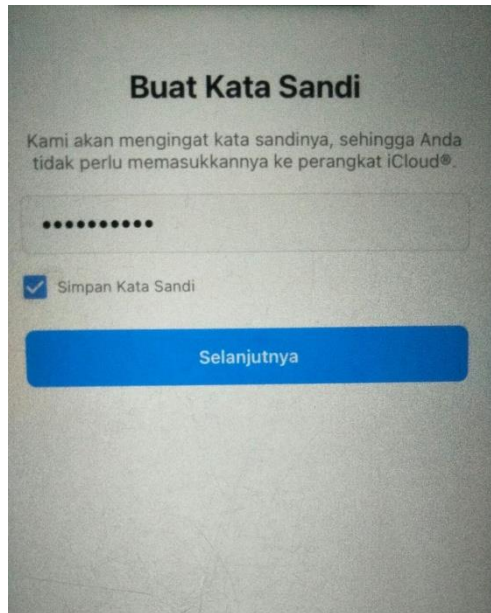 Buat Kata Sandi
Kami akan mengingat kata sandinya, sehingga Anda
tidak perlu memasukkannya ke perangkat iCloud®.
••••••••••
Simpan Kata Sandi
Selanjutnya